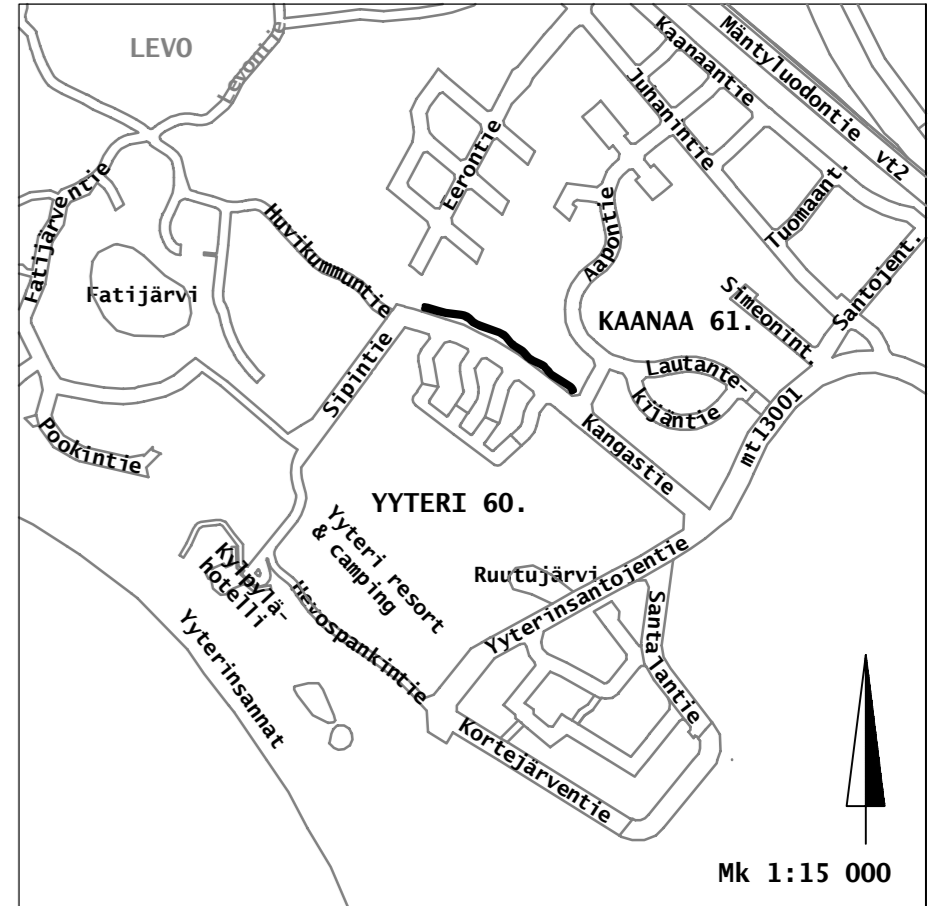 LEVO
Levontie
Kaanaantie
Mäntyluodontie vt2
Juhanintie
Eerontie
Tuomaant.
Santojent.
Fatijärventie
Huvikummuntie
Aapontie
Fatijärvi
Simeonint.
KAANAA 61.
Sipintie
Lautante-
kijäntie
mt13001
Pookintie
Kangastie
YYTERI 60.
Yyteri resort
& camping
Kylpylä-
hotelli
Ruutujärvi
Yyterinsantojentie
Hevospankintie
Santalantie
Yyterinsannat
Kortejärventie
Mk 1:15 000